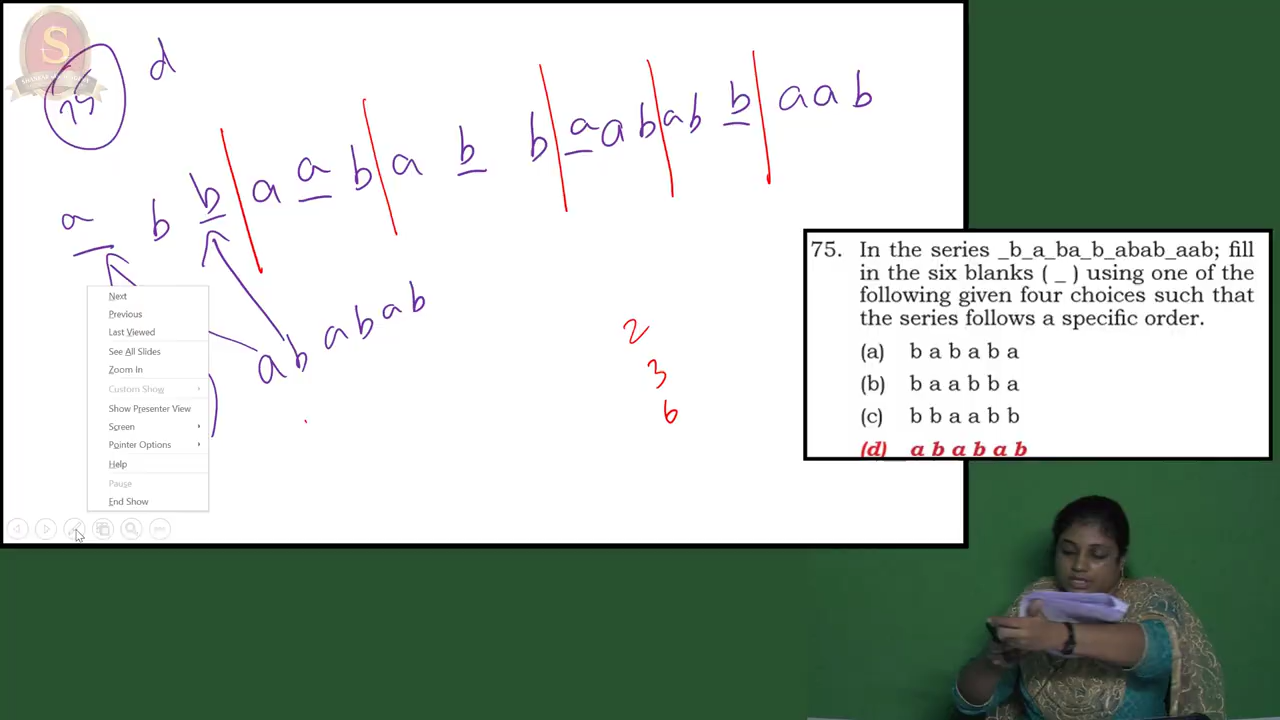 S
75
d
a b b a a b a b b a a b a b b a a b
a b a b a b
2
3
6
Next
Previous
Last Viewed
See All Slides
Zoom In
Custom Show
Show Presenter View
Screen
Pointer Options
Help
Pause
End Show
75. In the series _b_a_ba_b_abab_aab; fill
in the six blanks ( _ ) using one of the
following given four choices such that
the series follows a specific order.
(a) b a b a b a
(b) b a a b b a
(c) b b a a b b
(d) a b a b a b